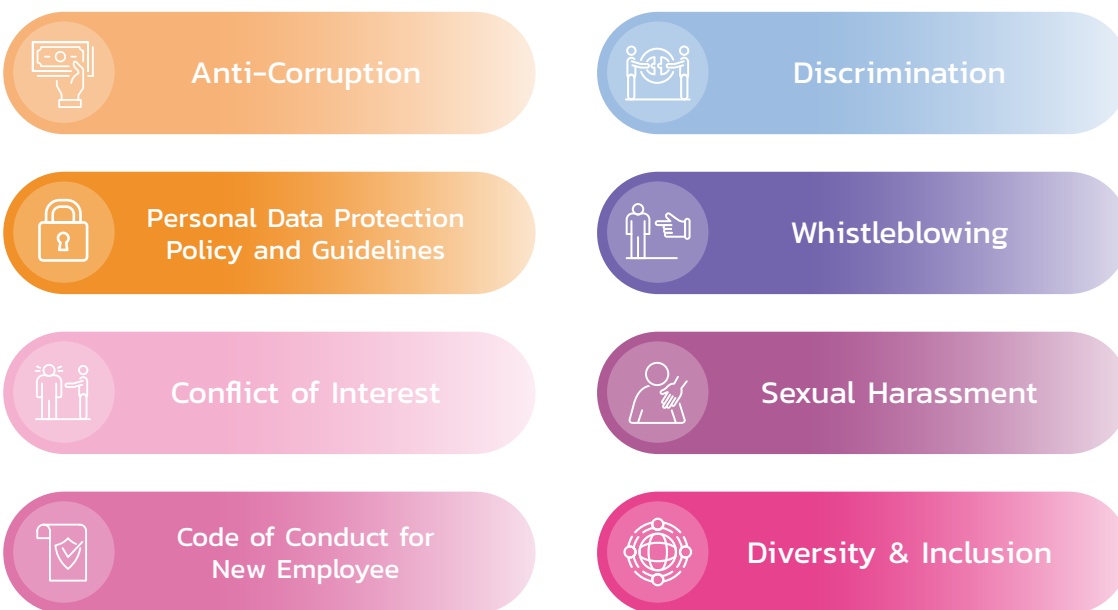 Anti-Corruption
Discrimination
Personal Data Protection
Policy and Guidelines
Whistleblowing
Conflict of Interest
Sexual Harassment
Code of Conduct for
New Employee
Diversity & Inclusion